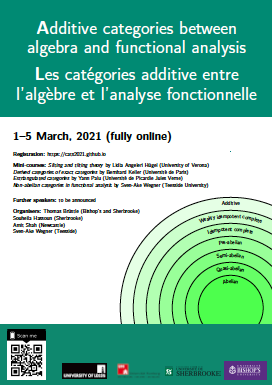 Additive categories between
algebra and functional analysis
Les catégories additive entre
l'algèbre et l'analyse fonctionnelle
1–5 March, 2021 (fully online)
Registration: https://cats2021.github.io
Mini-courses: Silting and tilting theory by Lidia Angeleri Hügel (University of Verona)
Derived categories of exact categories by Bernhard Keller (Université de Paris)
Extriangulated categories by Yann Palu (Université de Picardie Jules Verne)
Non-abelian categories in functional analysis by Sven-Ake Wegner (Teesside University)
Further speakers: to be announced
Organisers: Thomas Brüstle (Bishop's and Sherbrooke)
Souheila Hassoun (Sherbrooke)
Amit Shah (Newcastle)
Sven-Ake Wegner (Teesside)
Additive
Weakly idempotent complete
Idempotent complete
Pre-abelian
Semi-abelian
Quasi-abelian
Abelian
Scan me
UNIVERSITY OF LEEDS
UNIVERSITÉ DE
SHERBROOKE
UNIVERSITY
BISHOP'S